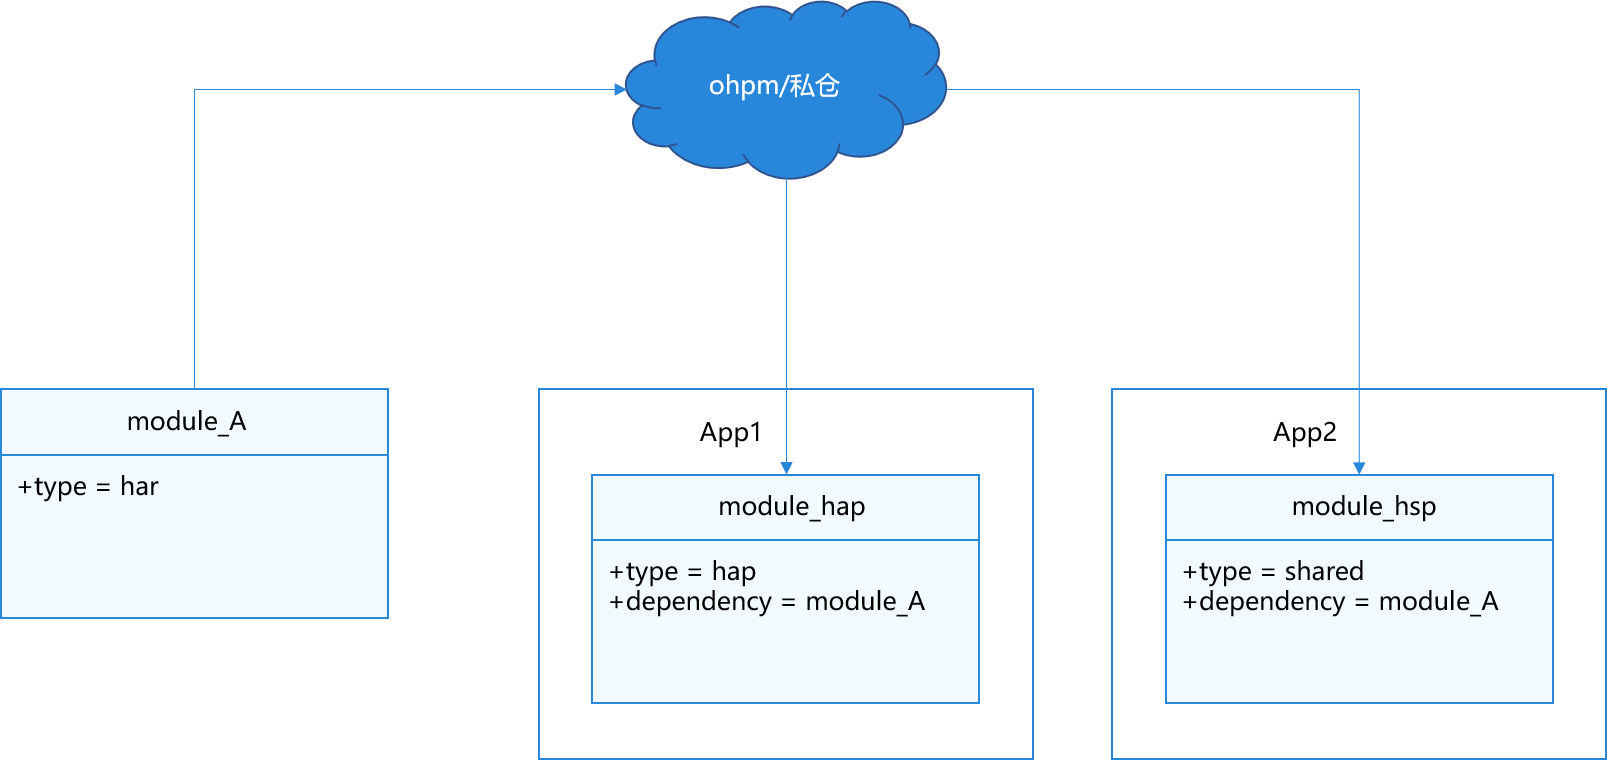 ohpm/私仓
module_A
+type = har
App1
module_hap
+type = hap
+dependency = module_A
App2
module_hsp
+type = shared
+dependency = module_A